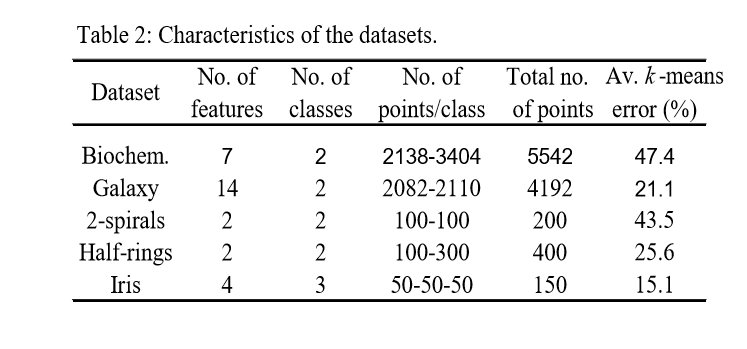 Table 2: Characteristics of the datasets.
Dataset No. of features No. of classes No. of points/class Total no. of points Av. k-means error (%)
Biochem. 7 2 2138-3404 5542 47.4
Galaxy 14 2 2082-2110 4192 21.1
2-spirals 2 2 100-100 200 43.5
Half-rings 2 2 100-300 400 25.6
Iris 4 3 50-50-50 150 15.1